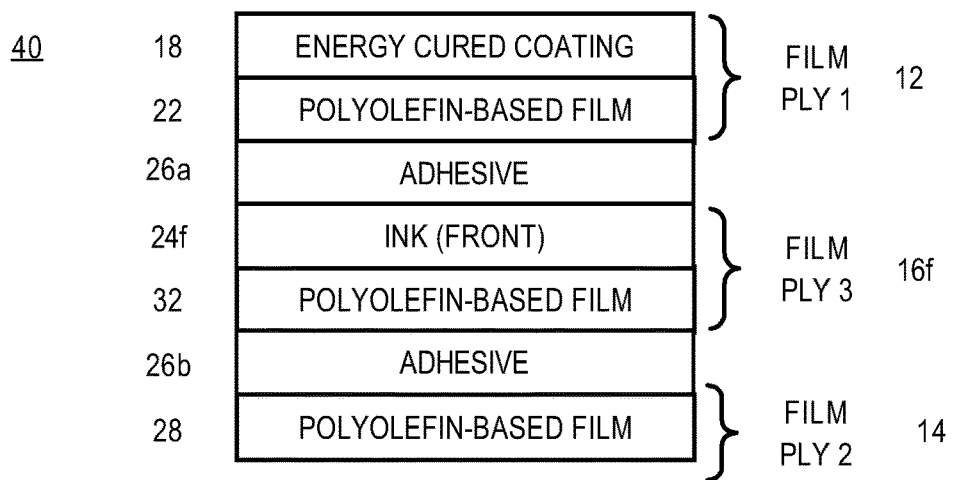 40
18 ENERGY CURED COATING
22 POLYOLEFIN-BASED FILM
FILM
PLY 1
12
26a ADHESIVE
24f INK (FRONT)
32 POLYOLEFIN-BASED FILM
FILM
PLY 3
16f
26b ADHESIVE
28 POLYOLEFIN-BASED FILM
FILM
PLY 2
14